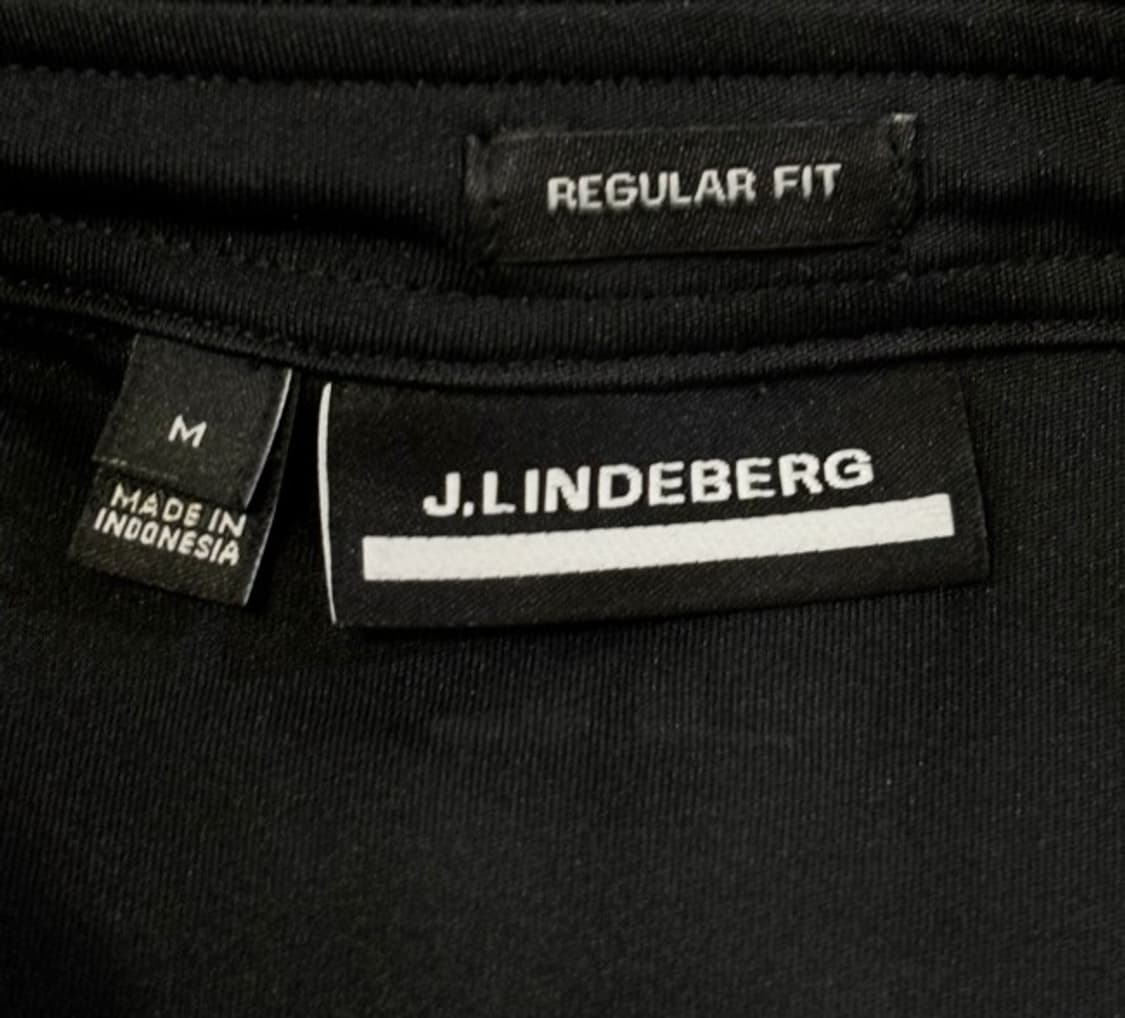 REGULAR FIT
M
MADE IN
INDONESIA
J.LINDEBERG